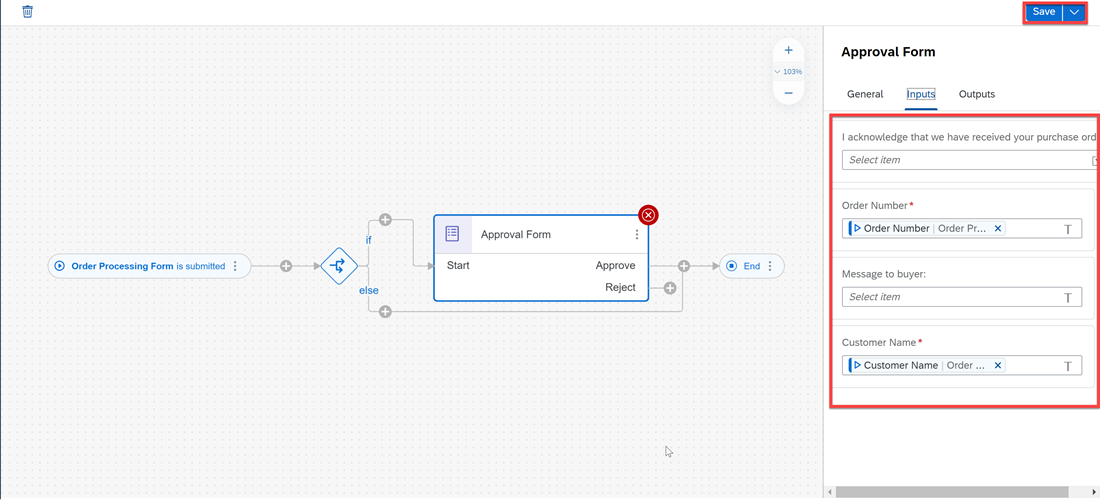 Save
103%
Approval Form
General Inputs Outputs
I acknowledge that we have received your purchase ord
Select item
Order Number*
Order Number | Order Pr... ×
T
Message to buyer:
Select item
T
Customer Name*
Customer Name | Order ... ×
T
Order Processing Form is submitted
if
else
Approval Form
Start
Approve
Reject
End